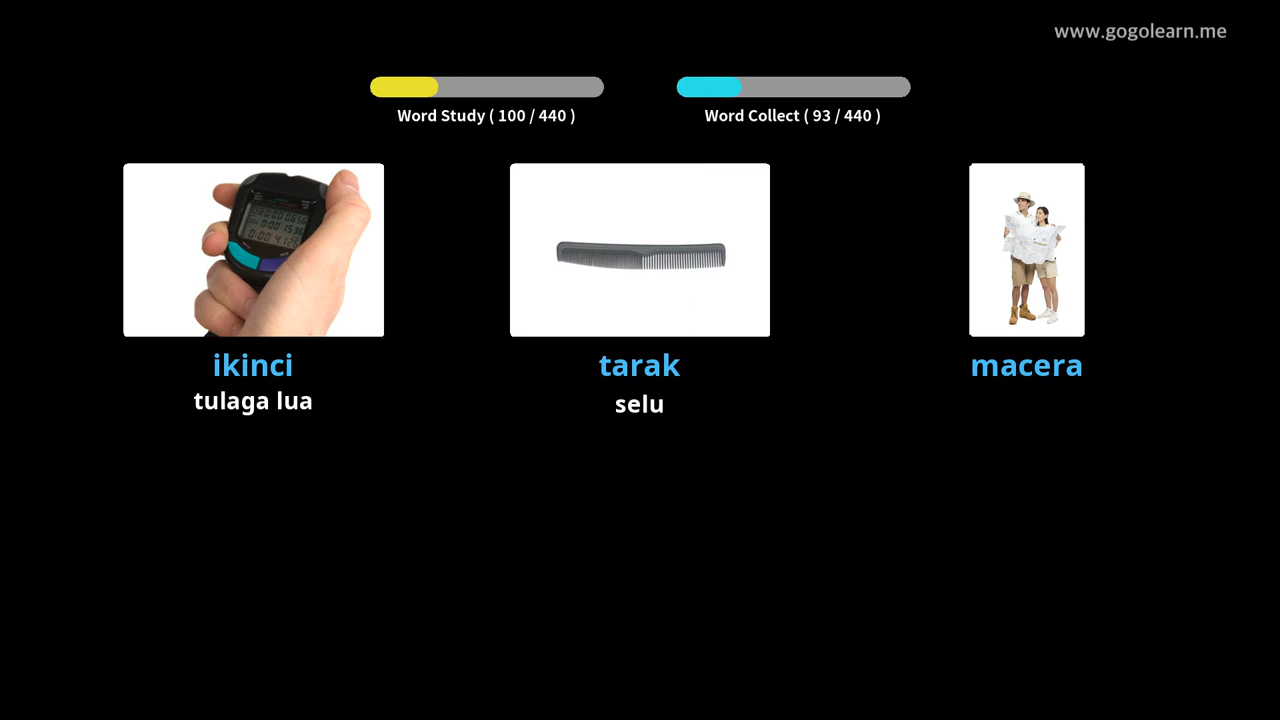 www.gogolearn.me
Word Study ( 100 / 440 )
Word Collect ( 93 / 440 )
ikinci
tulaga lua
tarak
selu
macera